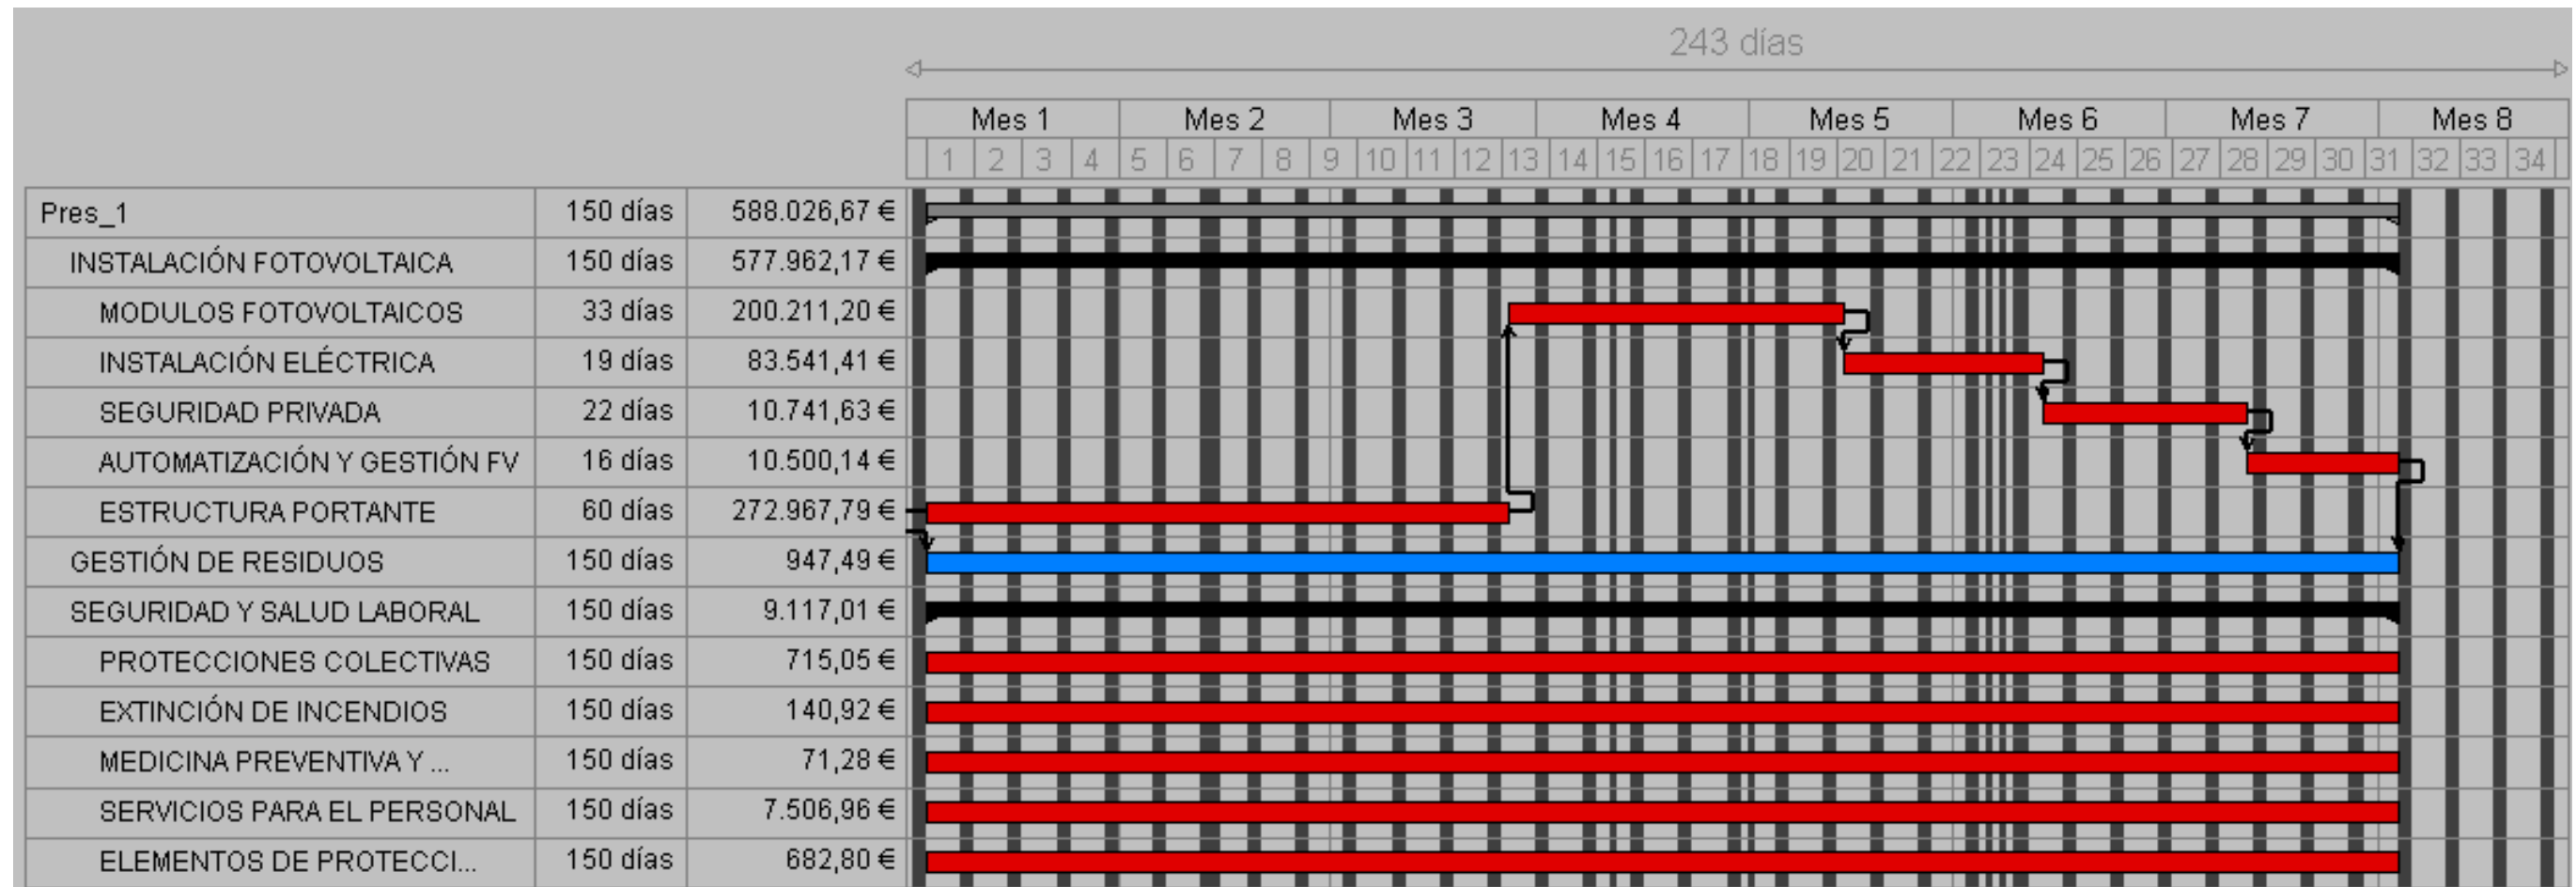 243 días
Mes 1 Mes 2 Mes 3 Mes 4 Mes 5 Mes 6 Mes 7 Mes 8
1 2 3 4 5 6 7 8 9 10 11 12 13 14 15 16 17 18 19 20 21 22 23 24 25 26 27 28 29 30 31 32 33 34
Pres_1 150 días 588.026,67 €
INSTALACIÓN FOTOVOLTAICA 150 días 577.962,17 €
MODULOS FOTOVOLTAICOS 33 días 200.211,20 €
INSTALACIÓN ELÉCTRICA 19 días 83.541,41 €
SEGURIDAD PRIVADA 22 días 10.741,63 €
AUTOMATIZACIÓN Y GESTIÓN FV 16 días 10.500,14 €
ESTRUCTURA PORTANTE 60 días 272.967,79 €
GESTIÓN DE RESIDUOS 150 días 947,49 €
SEGURIDAD Y SALUD LABORAL 150 días 9.117,01 €
PROTECCIONES COLECTIVAS 150 días 715,05 €
EXTINCIÓN DE INCENDIOS 150 días 140,92 €
MEDICINA PREVENTIVA Y ... 150 días 71,28 €
SERVICIOS PARA EL PERSONAL 150 días 7.506,96 €
ELEMENTOS DE PROTECCI... 150 días 682,80 €